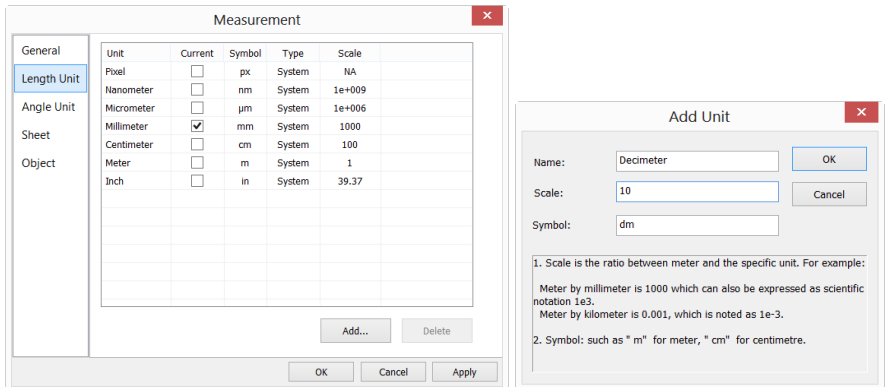 Measurement
General
Length Unit
Angle Unit
Sheet
Object
Unit Current Symbol Type Scale
Pixel px System NA
Nanometer nm System 1e+009
Micrometer µm System 1e+006
Millimeter mm System 1000
Centimeter cm System 100
Meter m System 1
Inch in System 39.37
Add... Delete
OK Cancel Apply
Add Unit
Name: Decimeter OK
Scale: 10 Cancel
Symbol: dm
1. Scale is the ratio between meter and the specific unit. For example:
Meter by millimeter is 1000 which can also be expressed as scientific
notation 1e3.
Meter by kilometer is 0.001, which is noted as 1e-3.
2. Symbol: such as " m" for meter, " cm" for centimetre.